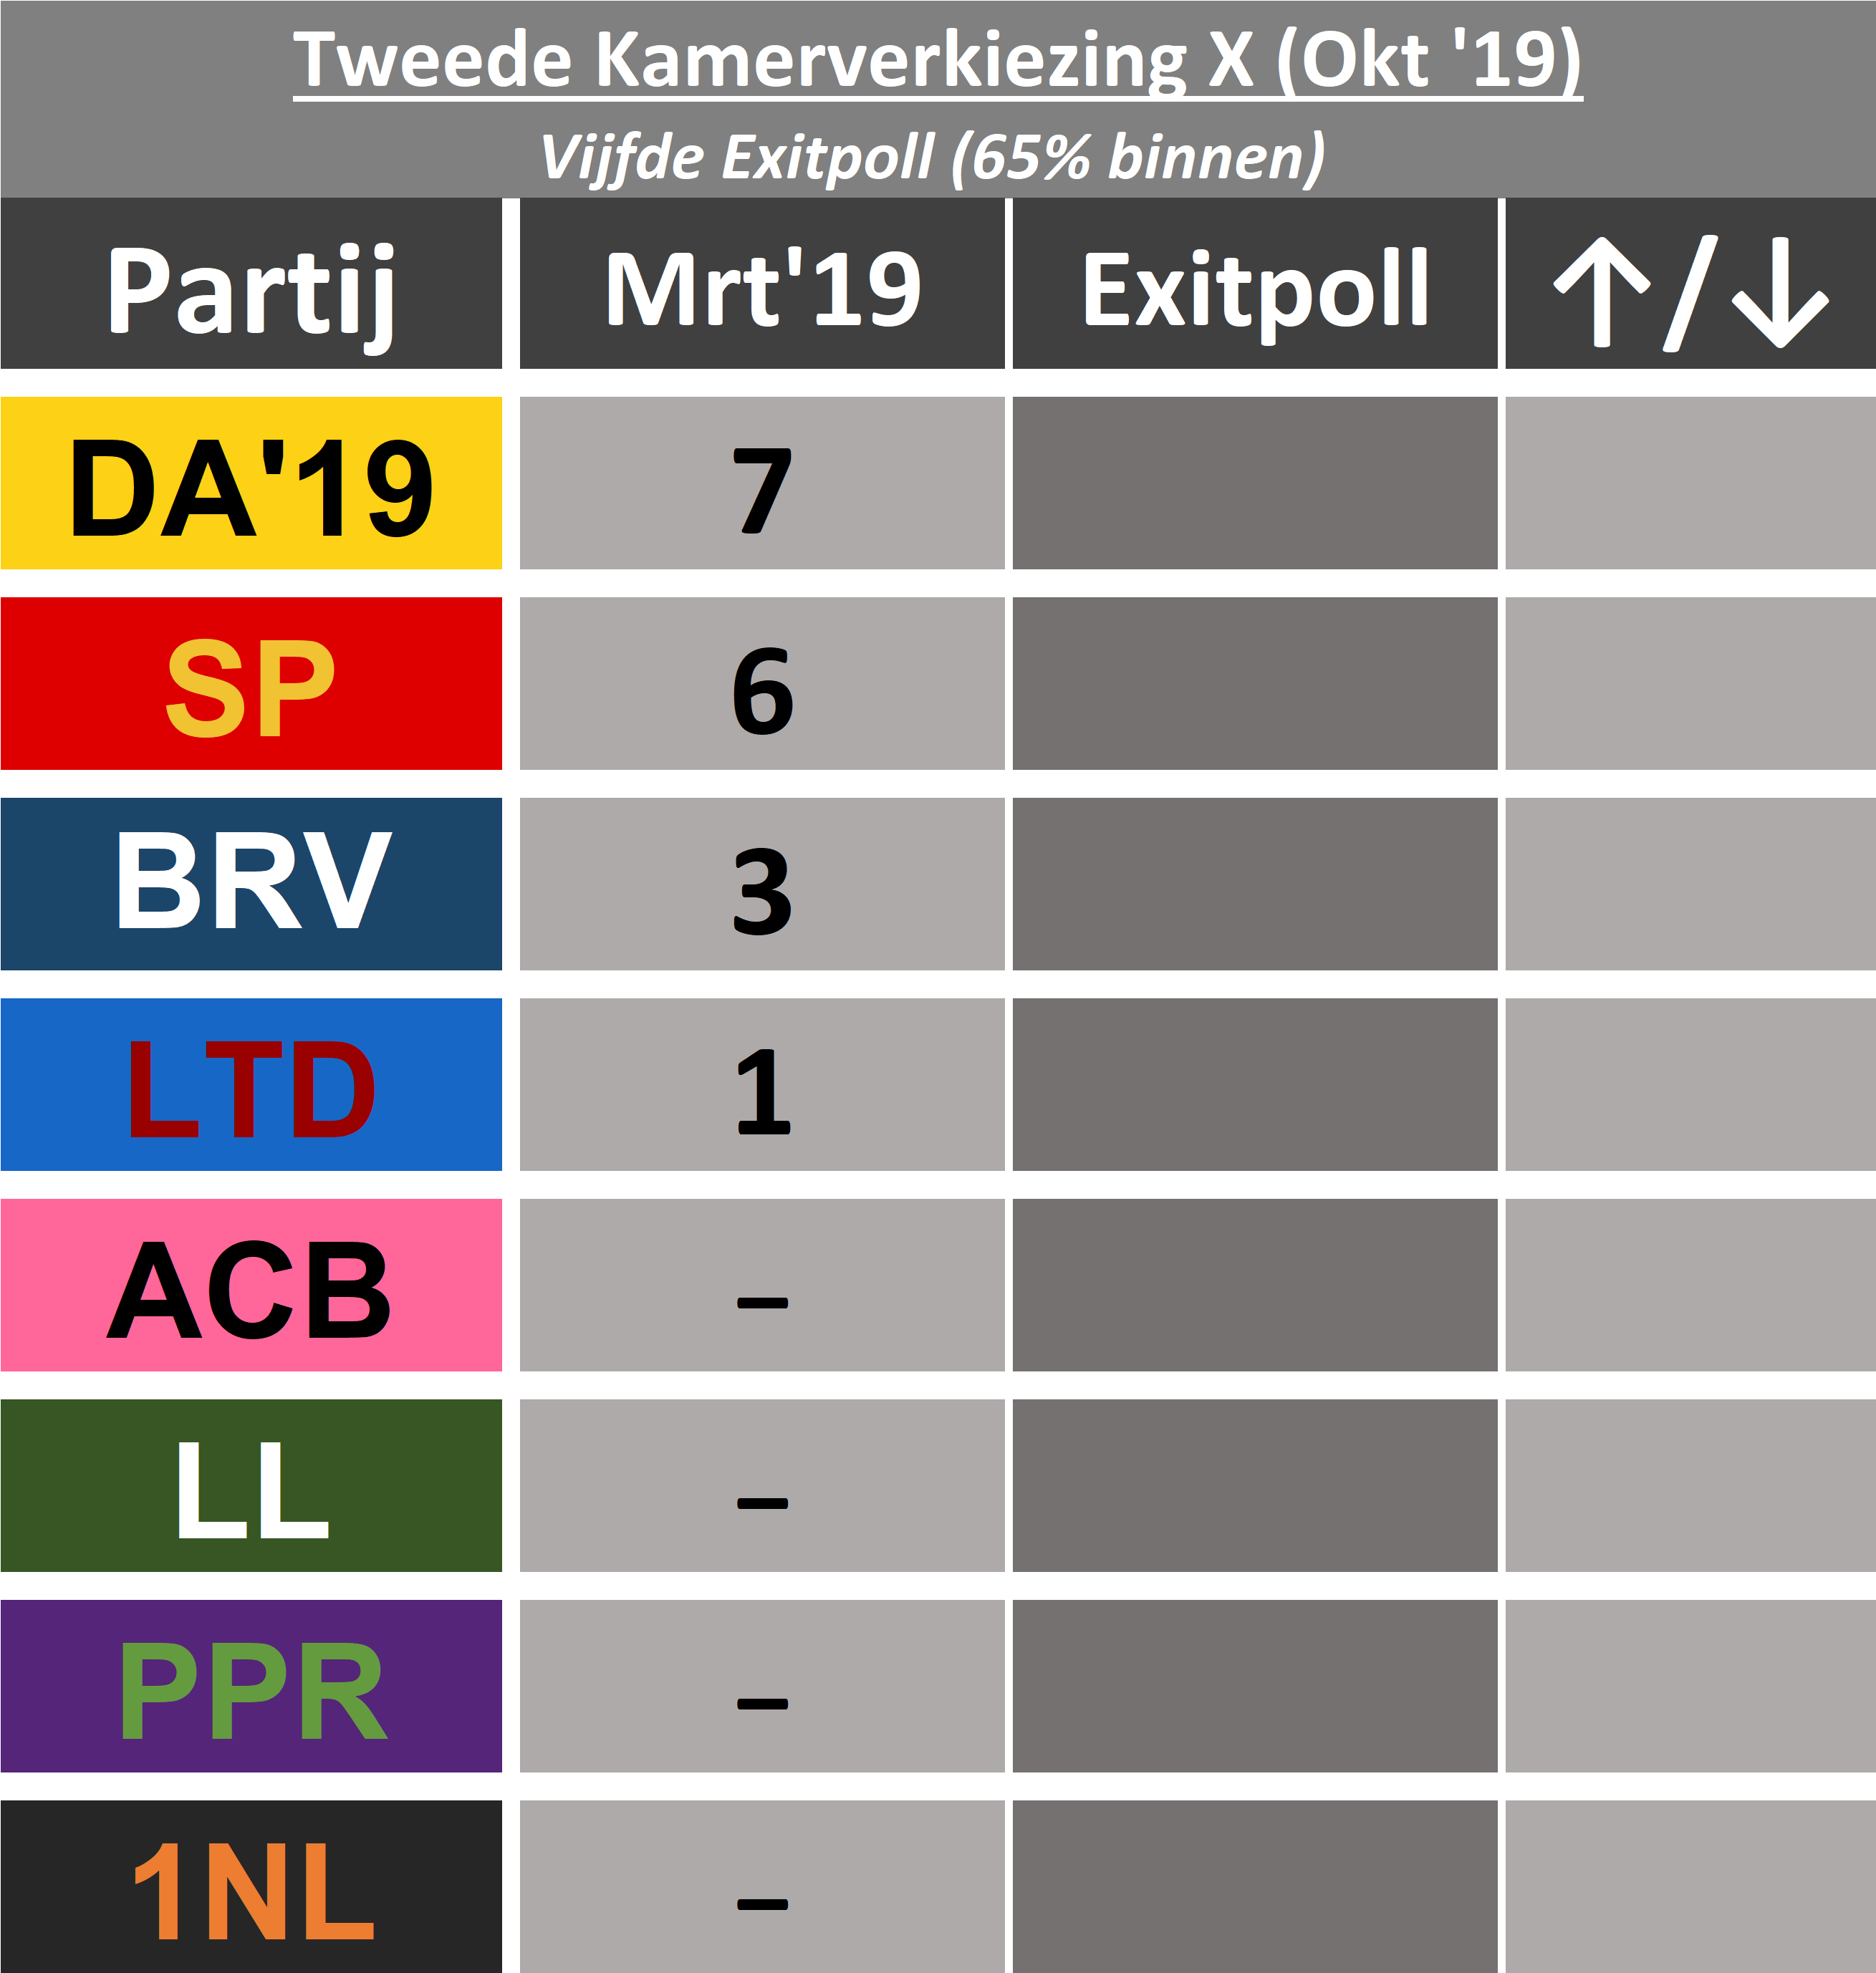 Tweede Kamerverkiezing X (Okt '19)
Vijfde Exitpoll (65% binnen)
Partij Mrt'19 Exitpoll ↑/↓
DA'19 7
SP 6
BRV 3
LTD 1
ACB –
LL –
PPR –
1NL –